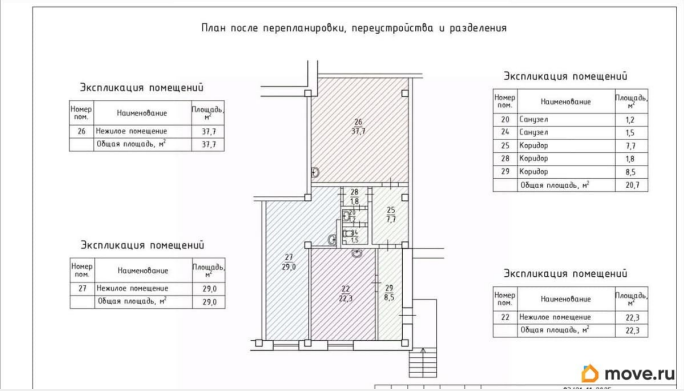 План после перепланировки, переустройства и разделения
Экспликация помещений
Номер пом. Наименование Площадь, м²
26 Нежилое помещение 37,7
Общая площадь, м² 37,7
Экспликация помещений
Номер пом. Наименование Площадь, м²
20 Санузел 1,2
24 Санузел 1,5
25 Коридор 7,7
28 Коридор 1,8
29 Коридор 8,5
Общая площадь, м² 20,7
26
37,7
28
1,8
25
7,7
24
1,5
27
29,0
22
22,3
29
8,5
Экспликация помещений
Номер пом. Наименование Площадь, м²
27 Нежилое помещение 29,0
Общая площадь, м² 29,0
Экспликация помещений
Номер пом. Наименование Площадь, м²
22 Нежилое помещение 22,3
Общая площадь, м² 22,3
move.ru